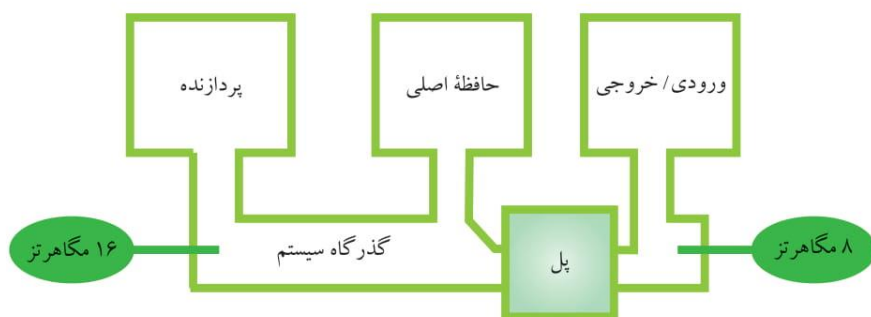 ورودی/ خروجی
حافظهٔ اصلی
پردازنده
۸ مگاهرتز
پل
گذرگاه سیستم
۱۶ مگاهرتز